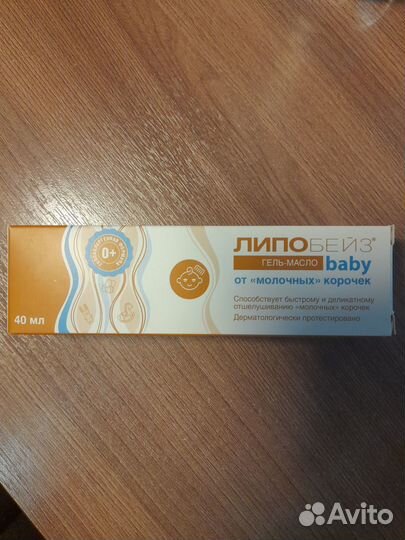 ЛИПОБЕЙЗ®
ГЕЛЬ-МАСЛО
baby
от «молочных» корочек
Способствует быстрому и деликатному
отшелушиванию «молочных» корочек
Дерматологически протестировано
0+
40 мл
Avito